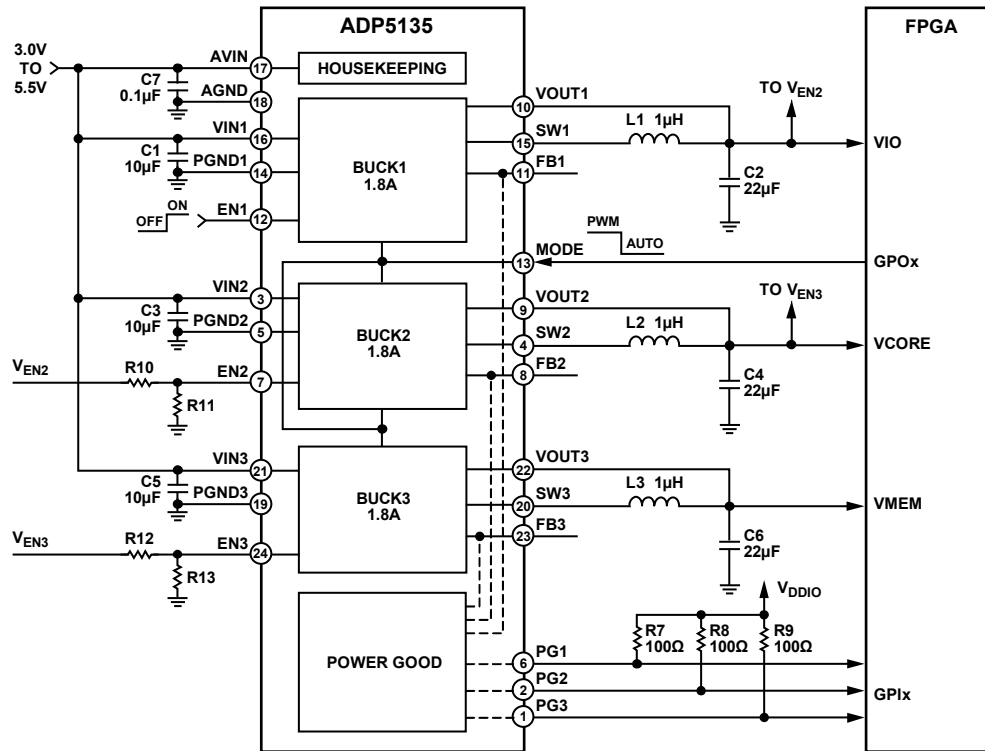 ADP5135
FPGA
3.0V
TO
5.5V
AVIN
17
HOUSEKEEPING
C7
0.1µF
AGND
18
VIN1
16
C1
10µF
PGND1
14
BUCK1
1.8A
OFF
ON
EN1
12
10
VOUT1
15
SW1
11
FB1
L1 1µH
TO VEN2
VIO
C2
22µF
13
MODE
PWM
AUTO
GPOx
VIN2
3
C3
10µF
PGND2
5
BUCK2
1.8A
VEN2
R10
EN2
7
R11
9
VOUT2
4
SW2
8
FB2
L2 1µH
TO VEN3
VCORE
C4
22µF
VIN3
21
C5
10µF
PGND3
19
BUCK3
1.8A
VEN3
R12
EN3
24
R13
22
VOUT3
20
SW3
23
FB3
L3 1µH
VMEM
C6
22µF
VDDIO
R7
100Ω
R8
100Ω
R9
100Ω
POWER GOOD
6
PG1
2
PG2
1
PG3
GPIx